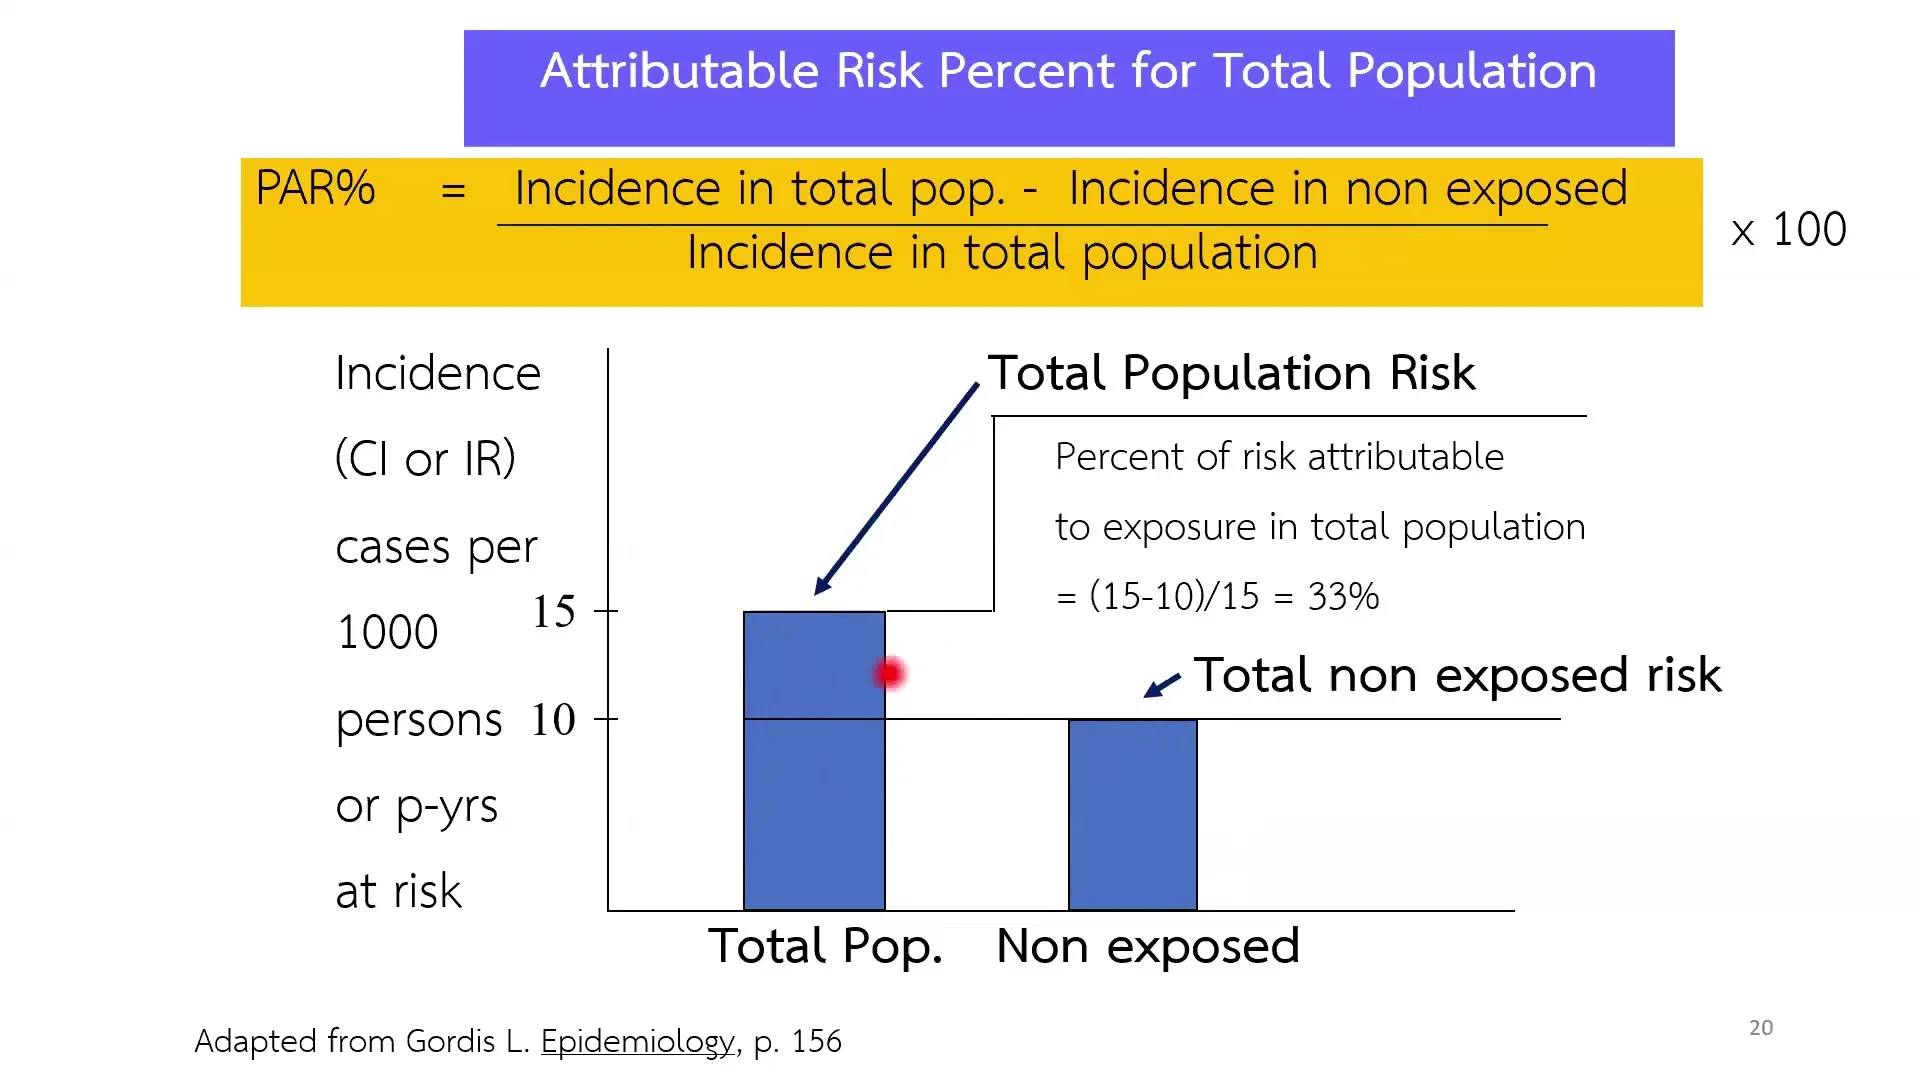 Attributable Risk Percent for Total Population
PAR% = Incidence in total pop. - Incidence in non exposed
Incidence in total population
x 100
Incidence
(CI or IR)
cases per
1000
persons
or p-yrs
at risk
15
10
Total Population Risk
Percent of risk attributable
to exposure in total population
= (15-10)/15 = 33%
Total non exposed risk
Total Pop. Non exposed
Adapted from Gordis L. Epidemiology, p. 156
20